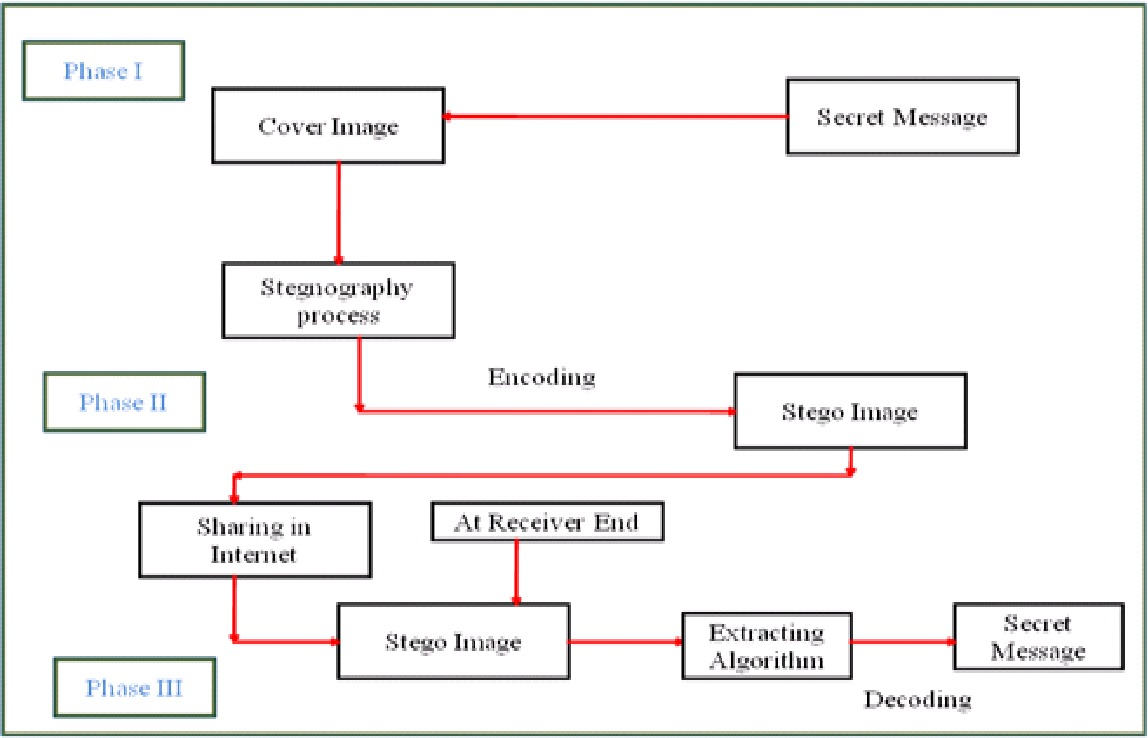 Phase I
Cover Image
Secret Message
Stegnography
process
Encoding
Phase II
Stego Image
Sharing in
Internet
At Receiver End
Stego Image
Extracting
Algorithm
Secret
Message
Phase III
Decoding